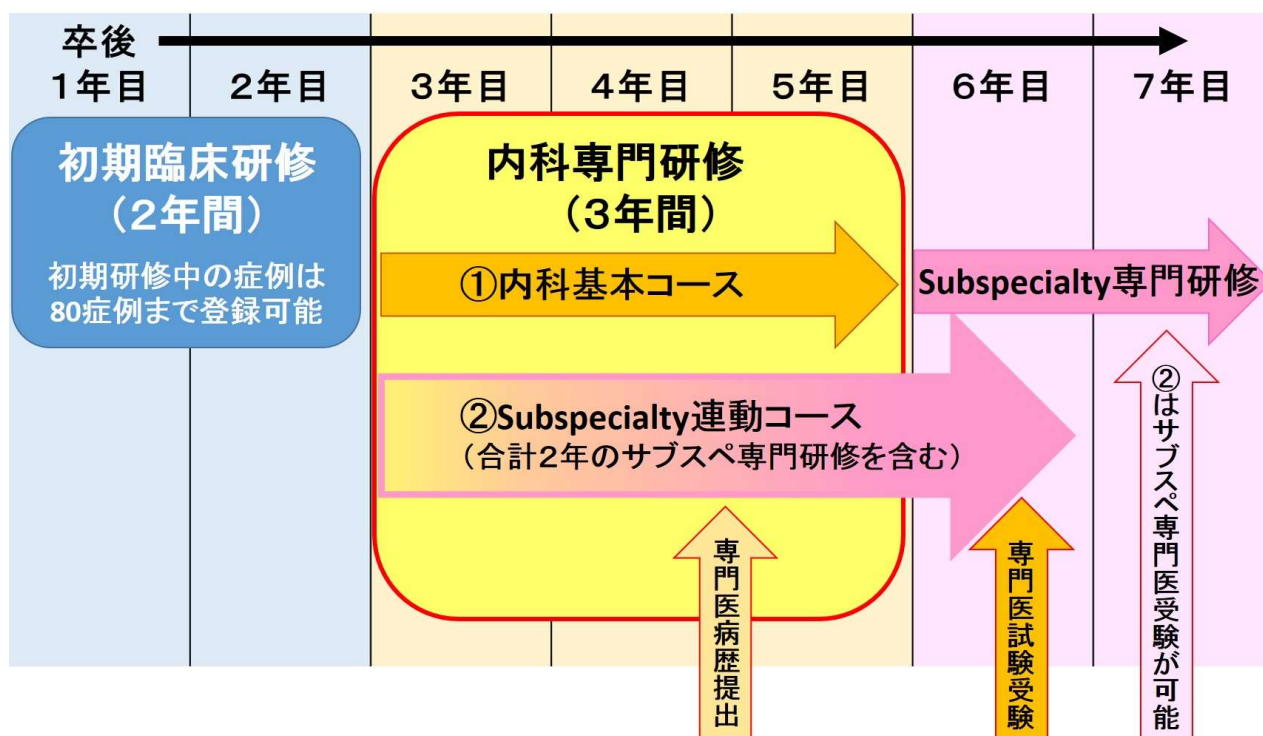 卒後
1年目
2年目
3年目
4年目
5年目
6年目
7年目
初期臨床研修
（2年間）
初期研修中の症例は
80症例まで登録可能
内科専門研修
（3年間）
①内科基本コース
Subspecialty専門研修
②Subspecialty連動コース
（合計2年のサブスペ専門研修を含む）
専門医病歴提出
専門医試験受験
②はサブスペ専門医受験が可能